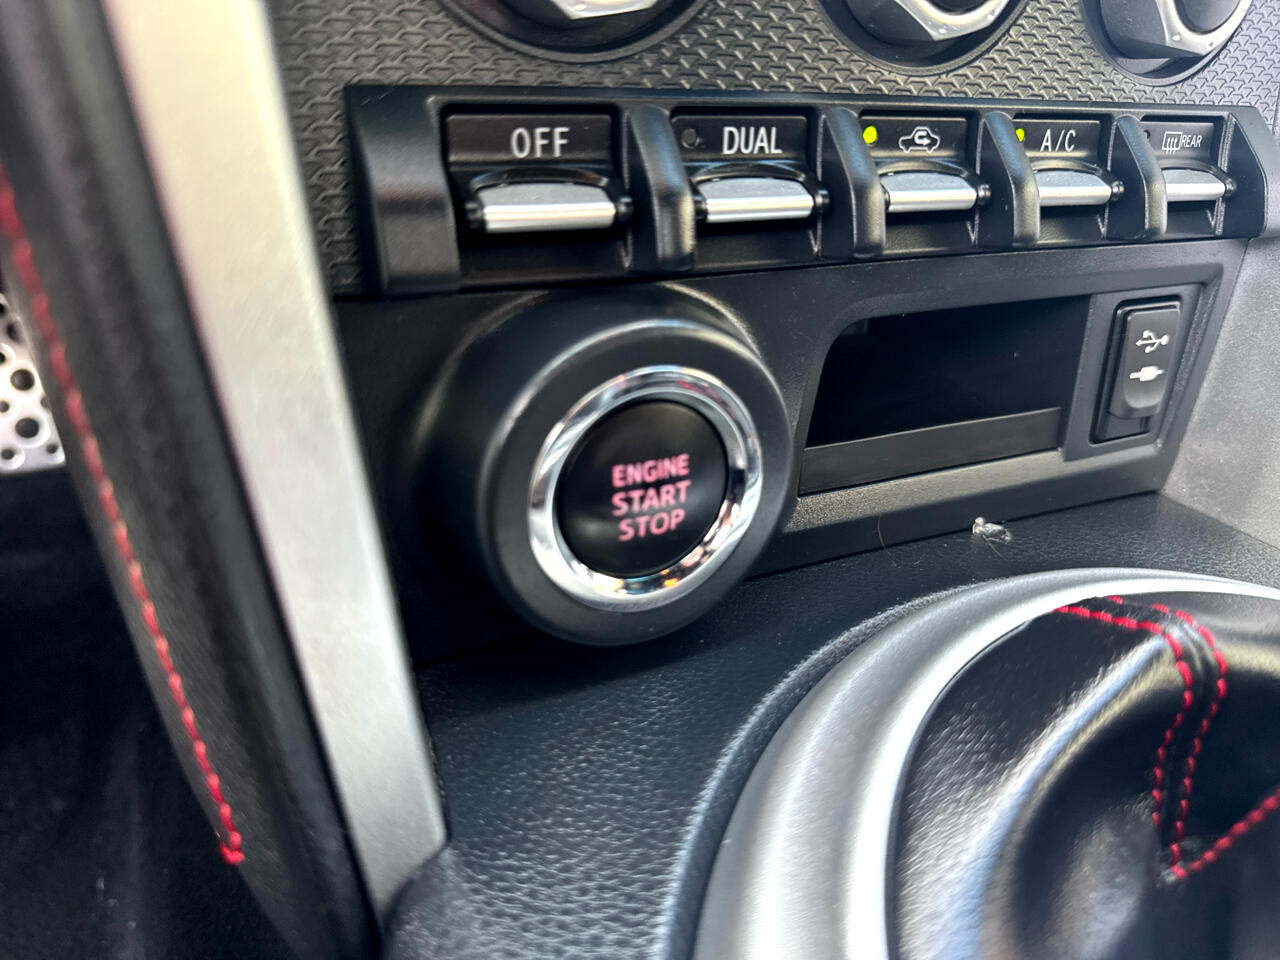 OFF
DUAL
A/C
REAR
ENGINE
START
STOP